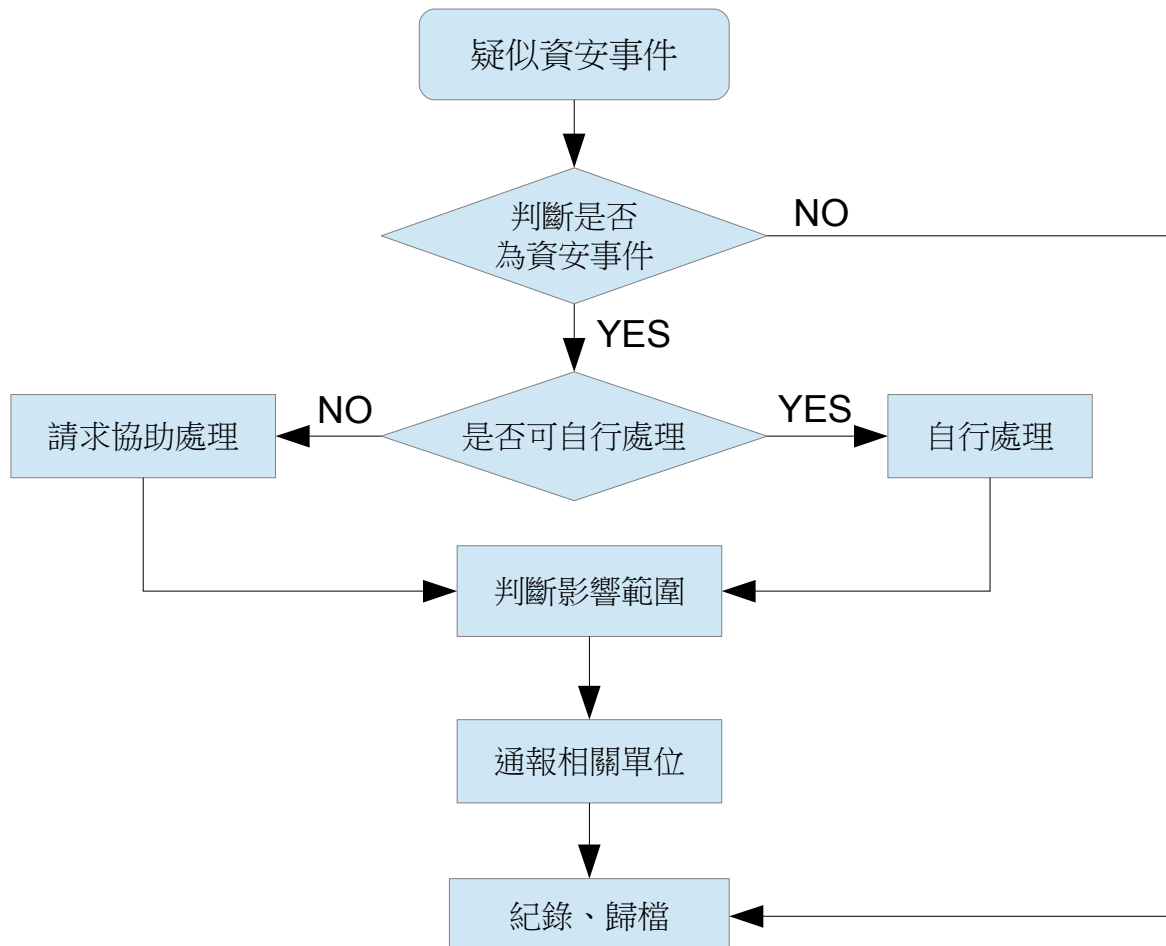 疑似資安事件
判斷是否
為資安事件
NO
YES
NO
YES
請求協助處理
是否可自行處理
自行處理
判斷影響範圍
通報相關單位
紀錄、歸檔